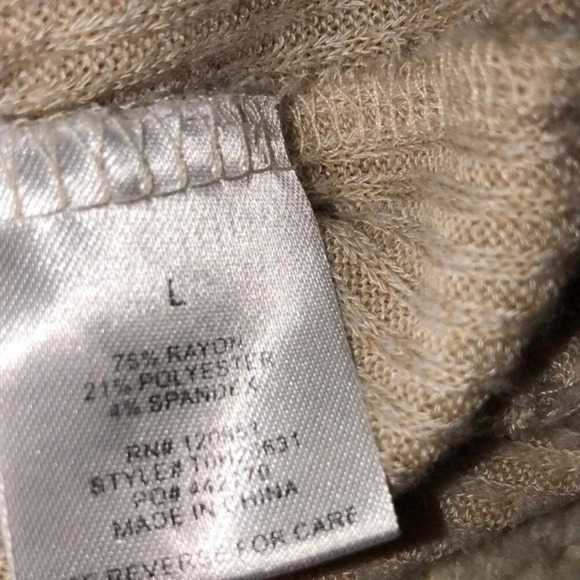 L
75% RAYON
21% POLYESTER
4% SPANDEX
RN#
STYLE#
PO#
MADE IN CHINA
REVERSE FOR CARE